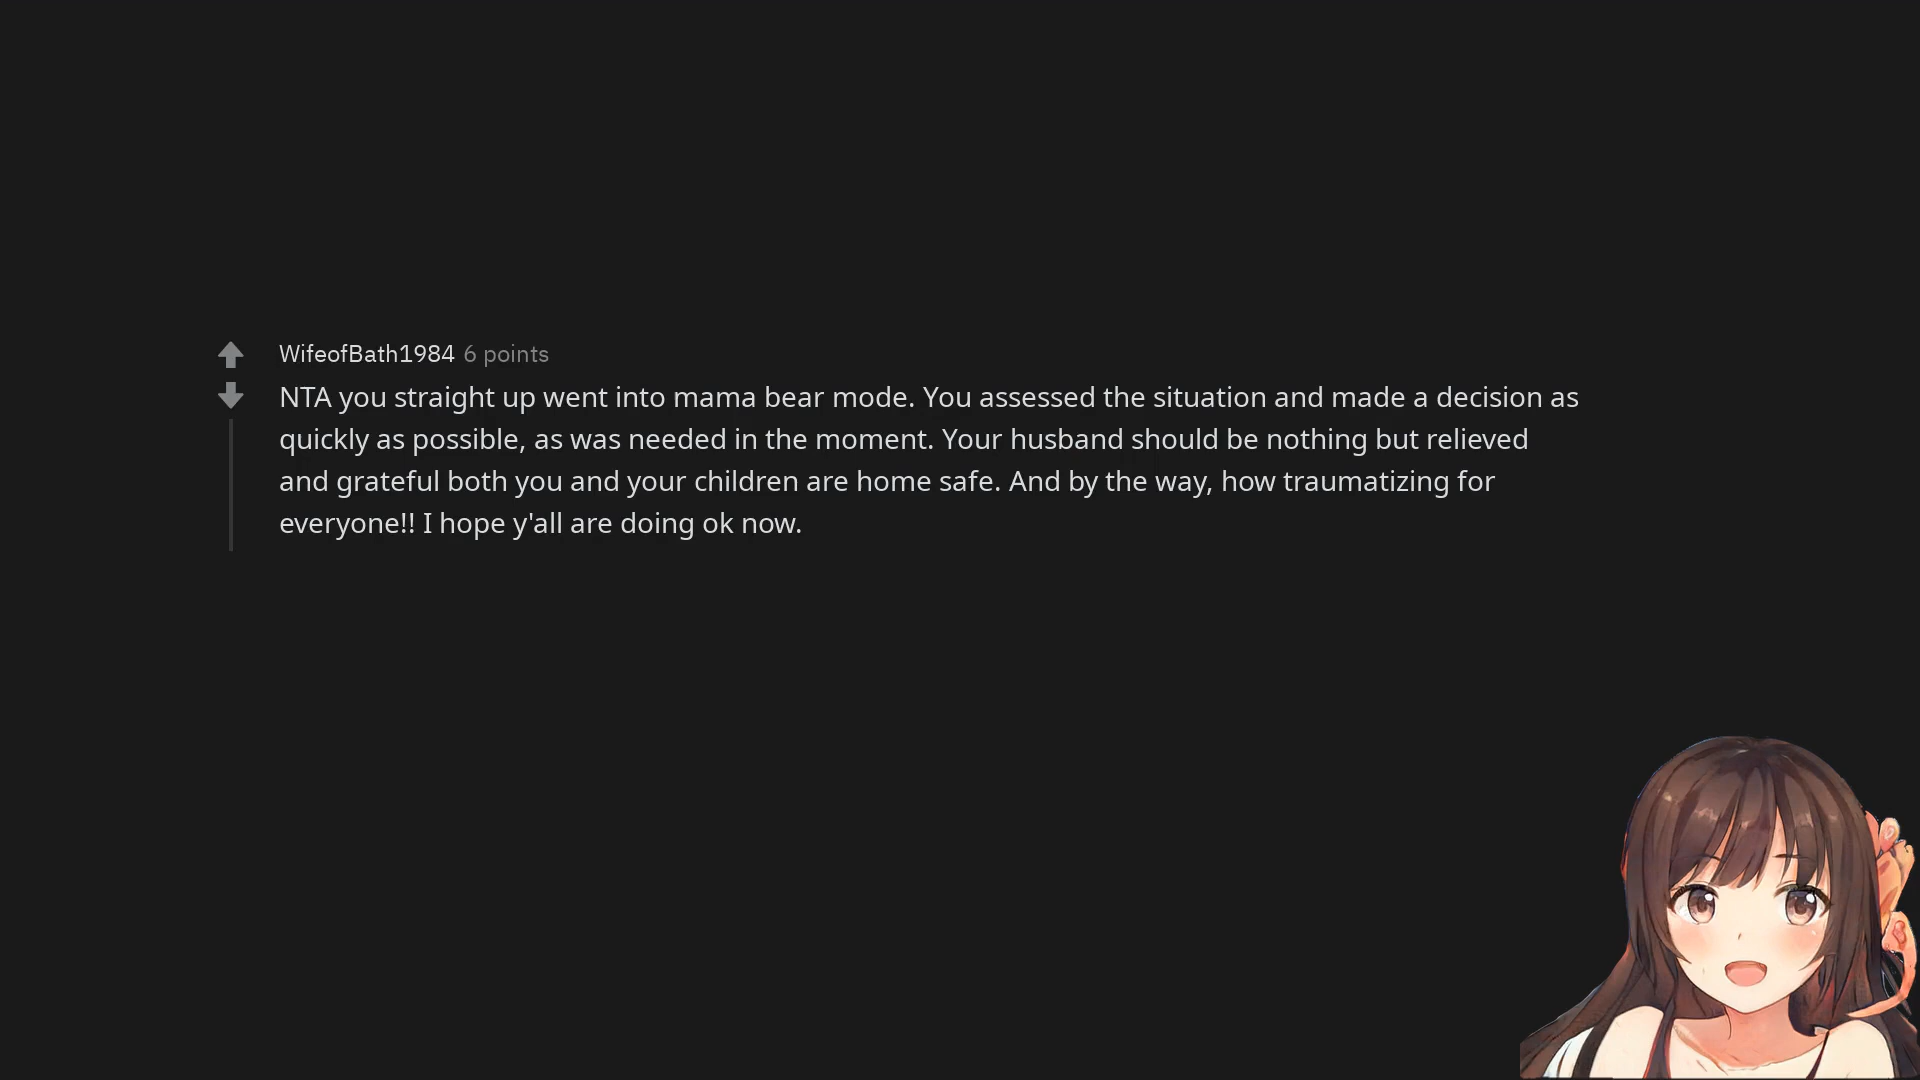 WifeofBath1984 6 points
NTA you straight up went into mama bear mode. You assessed the situation and made a decision as
quickly as possible, as was needed in the moment. Your husband should be nothing but relieved
and grateful both you and your children are home safe. And by the way, how traumatizing for
everyone!! I hope y'all are doing ok now.